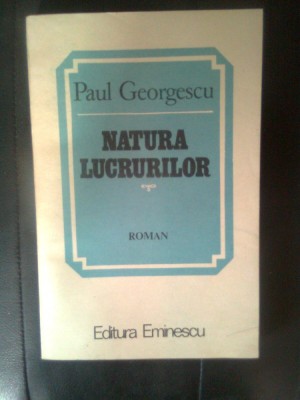 Paul Georgescu
NATURA
LUCRURILOR
ROMAN
Editura Eminescu